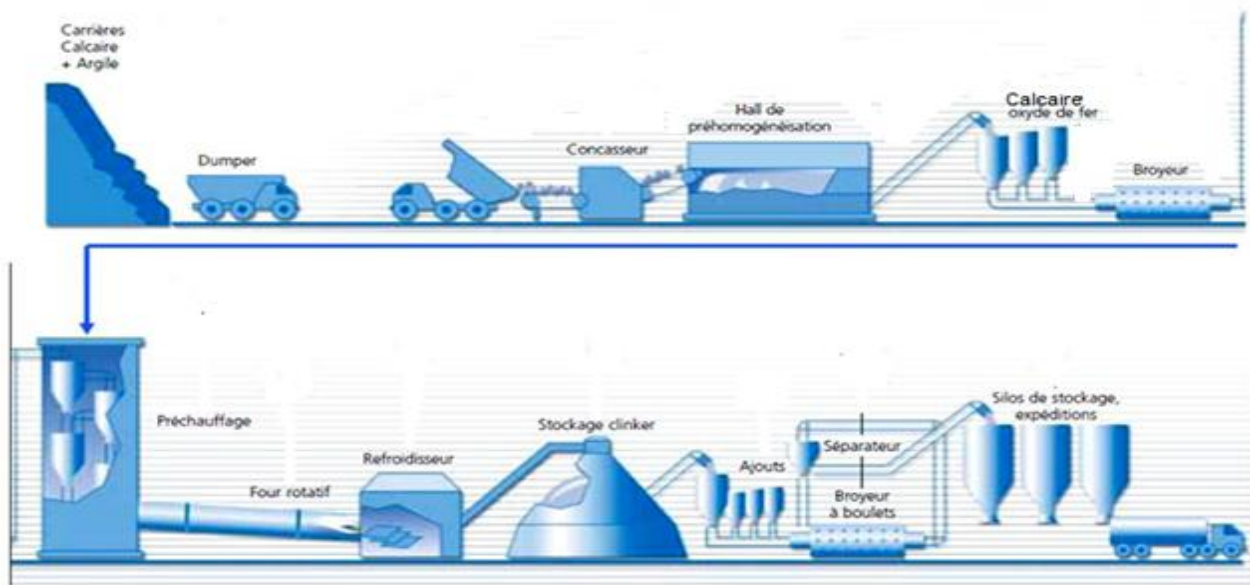 Carrières
Calcaire
+ Argile
Dumper
Concasseur
Hall de
préhomogénéisation
Calcaire
oxyde de fer
Broyeur
Préchauffage
Four rotatif
Refroidisseur
Stockage clinker
Ajouts
Séparateur
Broyeur
à boulets
Silos de stockage,
expéditions